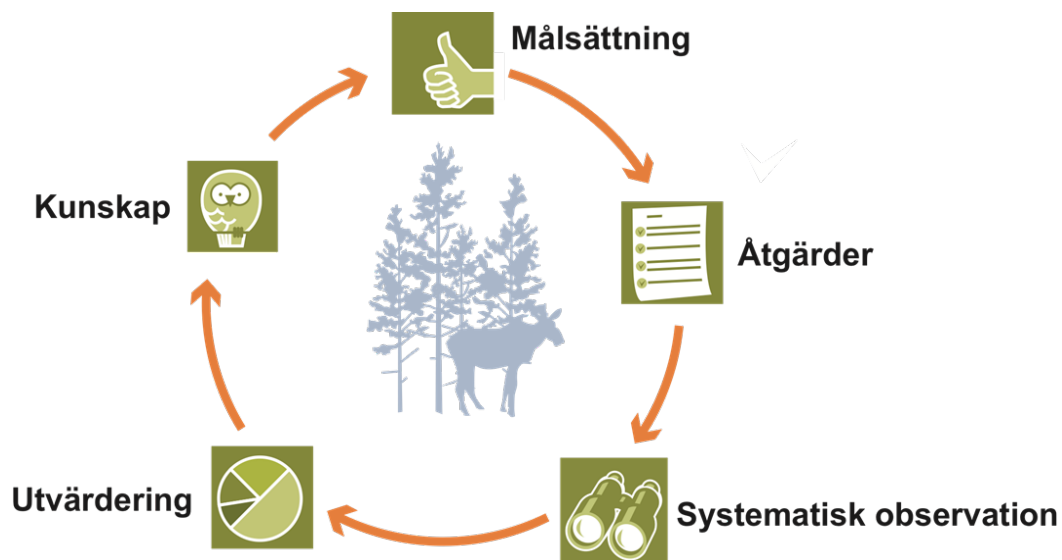 Målsättning
Åtgärder
Systematisk observation
Utvärdering
Kunskap